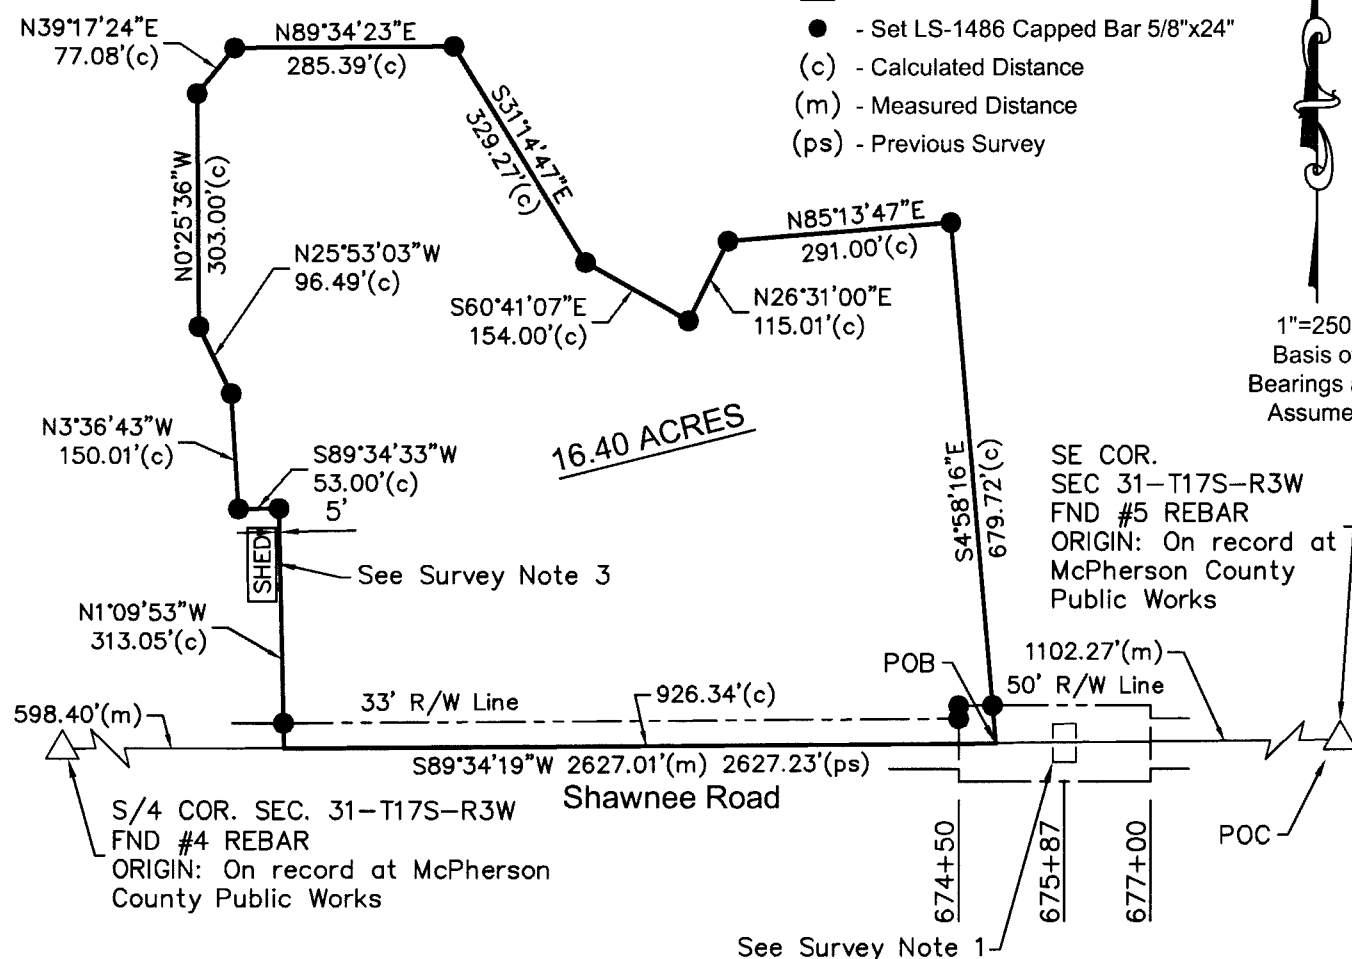 N39°17'24"E
77.08'(c)
N89°34'23"E
285.39'(c)
- Set LS-1486 Capped Bar 5/8"x24"
(c) - Calculated Distance
(m) - Measured Distance
(ps) - Previous Survey
S31°14'47"E
329.27'(c)
N0°25'36"W
303.00'(c)
N25°53'03"W
96.49'(c)
N85°13'47"E
291.00'(c)
S60°41'07"E
154.00'(c)
N26°31'00"E
115.01'(c)
1"=250
Basis o
Bearings a
Assume
N3°36'43"W
150.01'(c)
S89°34'33"W
53.00'(c)
5'
16.40 ACRES
S4°58'16"E
679.72'(c)
SE COR.
SEC 31-T17S-R3W
FND #5 REBAR
ORIGIN: On record at
McPherson County
Public Works
SHED
See Survey Note 3
N1°09'53"W
313.05'(c)
POB
1102.27'(m)
50' R/W Line
33' R/W Line
926.34'(c)
598.40'(m)
S89°34'19"W 2627.01'(m) 2627.23'(ps)
Shawnee Road
S/4 COR. SEC. 31-T17S-R3W
FND #4 REBAR
ORIGIN: On record at McPherson
County Public Works
674+50
675+87
677+00
POC
See Survey Note 1